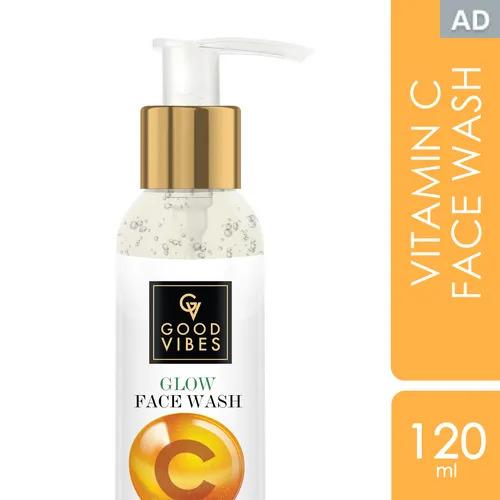 AD
VITAMIN C
FACE WASH
GV
GOOD
VIBES
GLOW
FACE WASH
C
120
ml